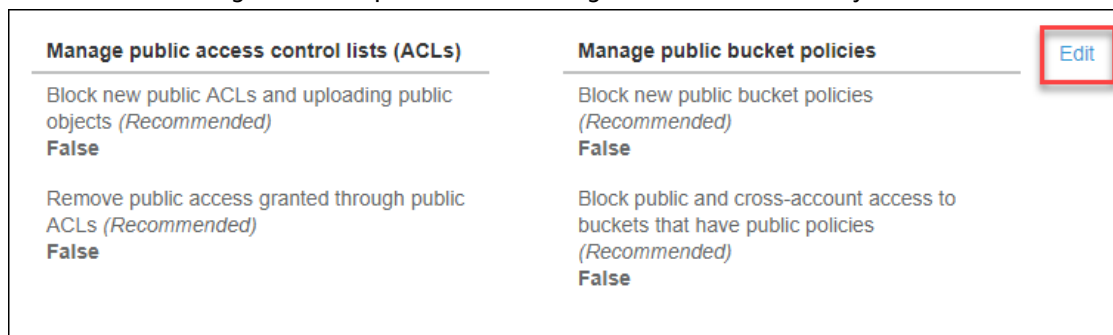 Manage public access control lists (ACLs)
Block new public ACLs and uploading public
objects (Recommended)
False
Remove public access granted through public
ACLs (Recommended)
False
Manage public bucket policies
Block new public bucket policies
(Recommended)
False
Block public and cross-account access to
buckets that have public policies
(Recommended)
False
Edit